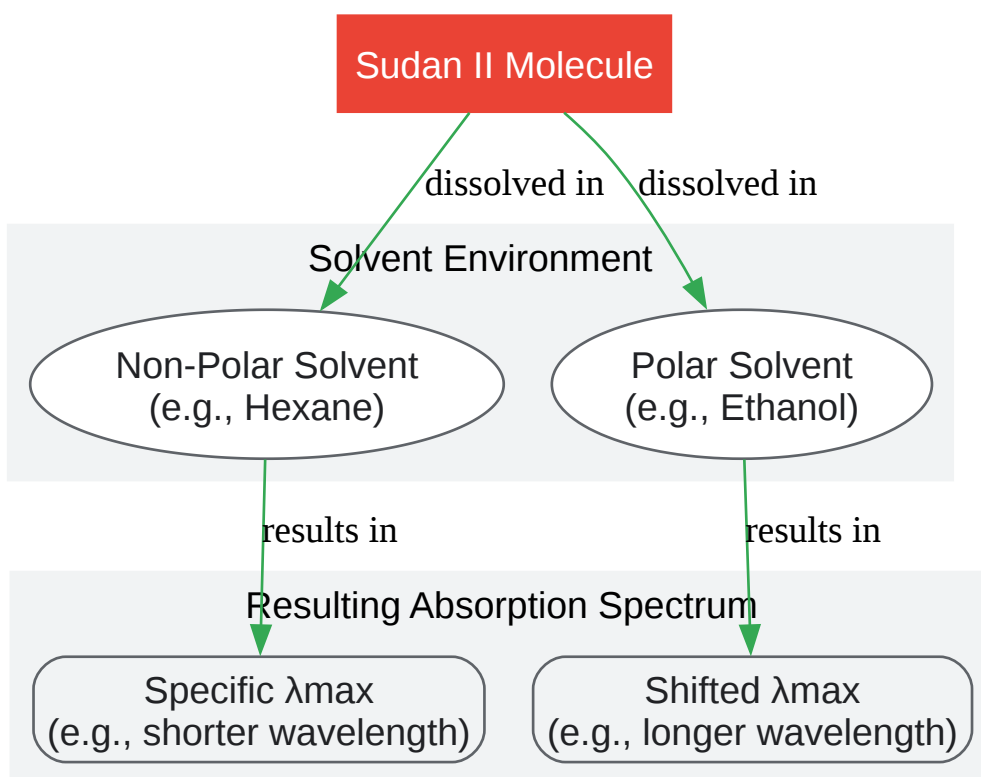 Sudan II Molecule
dissolved in
dissolved in
Solvent Environment
Non-Polar Solvent
(e.g., Hexane)
Polar Solvent
(e.g., Ethanol)
results in
results in
Resulting Absorption Spectrum
Specific λmax
(e.g., shorter wavelength)
Shifted λmax
(e.g., longer wavelength)